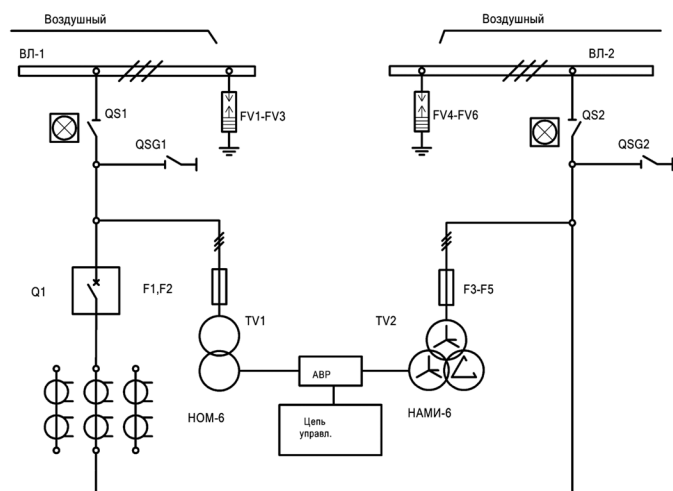 Воздушный
Воздушный
ВЛ-1
ВЛ-2
QS1
FV1-FV3
FV4-FV6
QS2
QSG1
QSG2
Q1
F1,F2
F3-F5
TV1
TV2
АВР
НОМ-6
НАМИ-6
Цепь
управл.